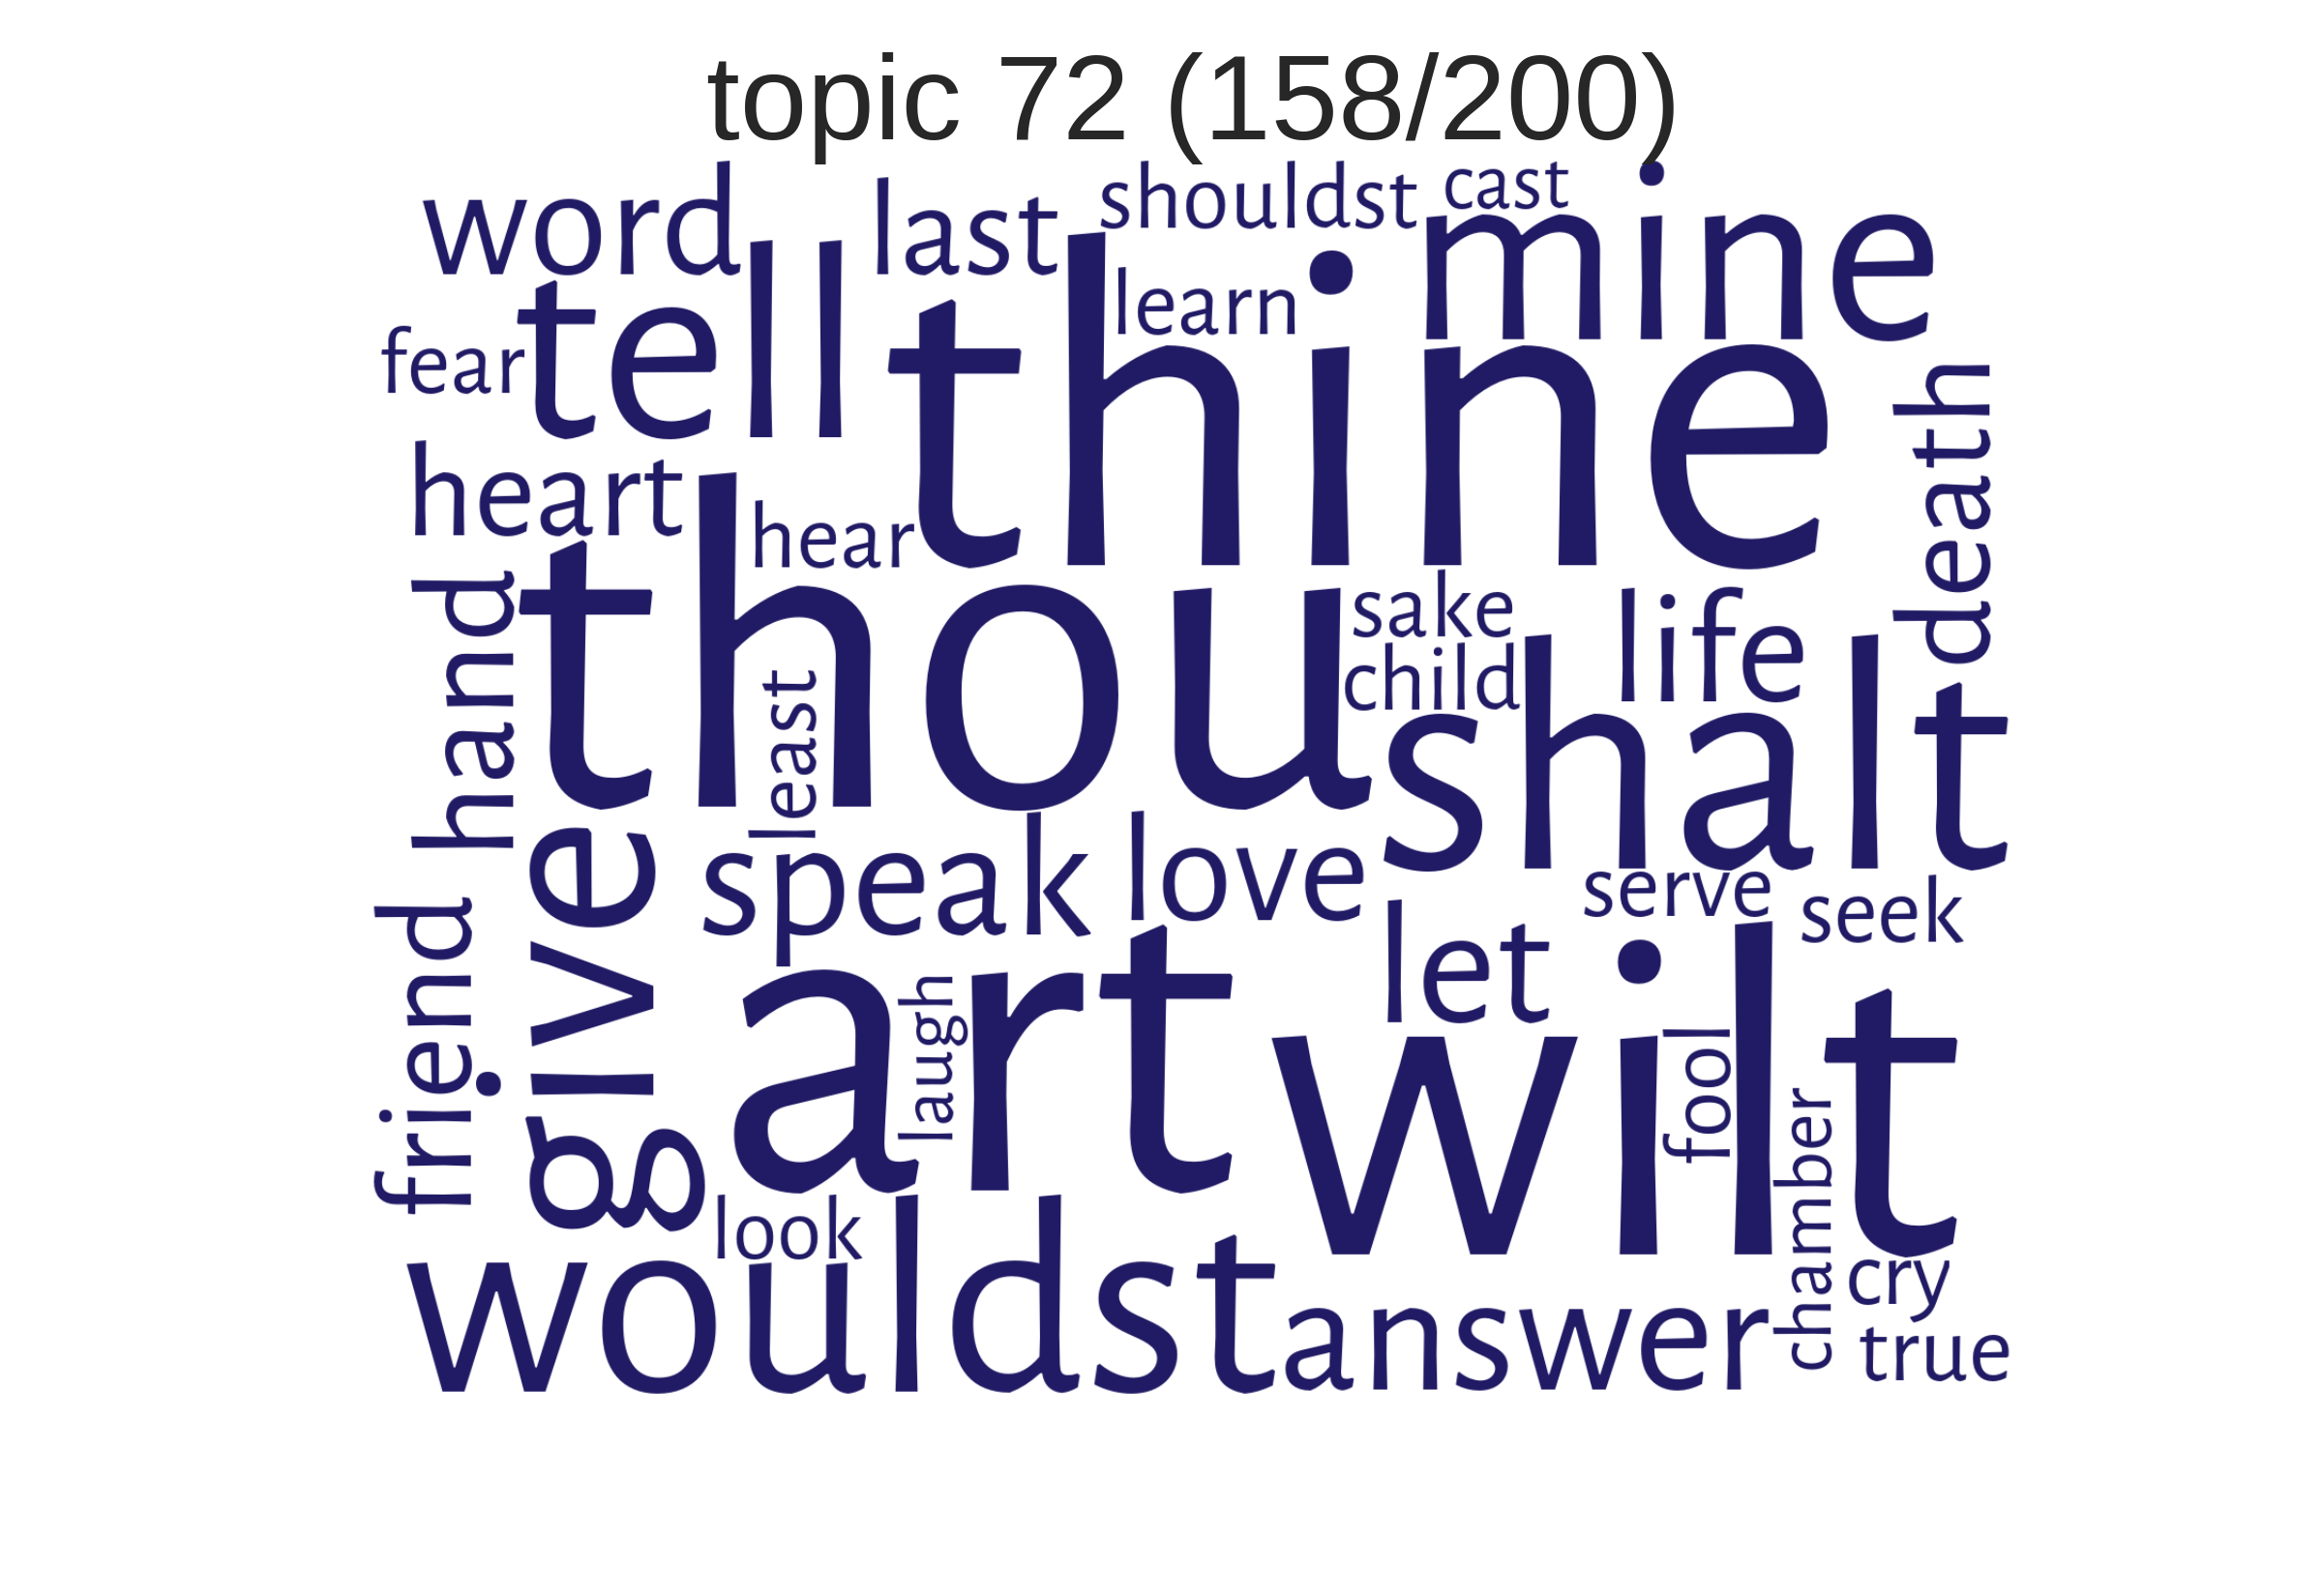 topic 72 (158/200)
word last shouldst cast
mine
tell learn
thine
fear
death
heart
hear
thou
hand
sake
life
child
shalt
least
give
speak love
serve seek
friend
let
art
laugh
wilt
fool
chamber
look
wouldst
answer
cry
true